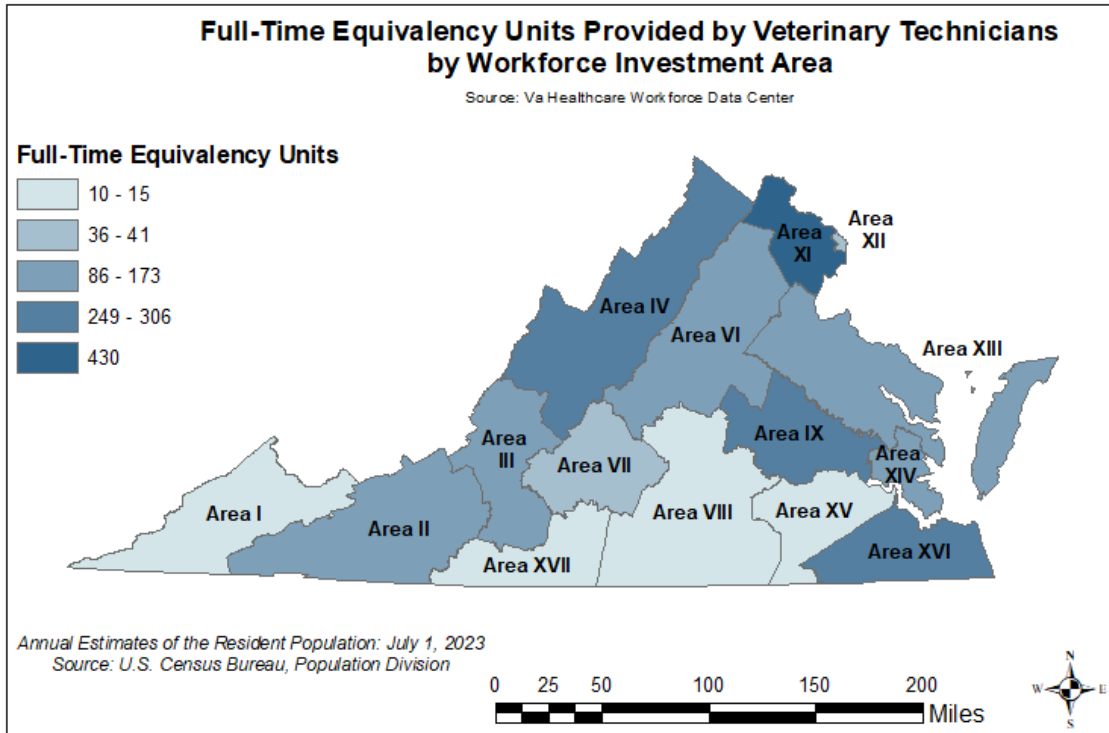 Full-Time Equivalency Units Provided by Veterinary Technicians
by Workforce Investment Area
Source: Va Healthcare Workforce Data Center
Full-Time Equivalency Units
10 - 15
36 - 41
86 - 173
249 - 306
430
Area
XI
Area
XII
Area IV
Area VI
Area XIII
Area
III
Area IX
Area VII
Area
XIV
Area I
Area VIII
Area XV
Area II
Area XVII
Area XVI
Annual Estimates of the Resident Population: July 1, 2023
Source: U.S. Census Bureau, Population Division
0 25 50 100 150 200
Miles
N
W E
S